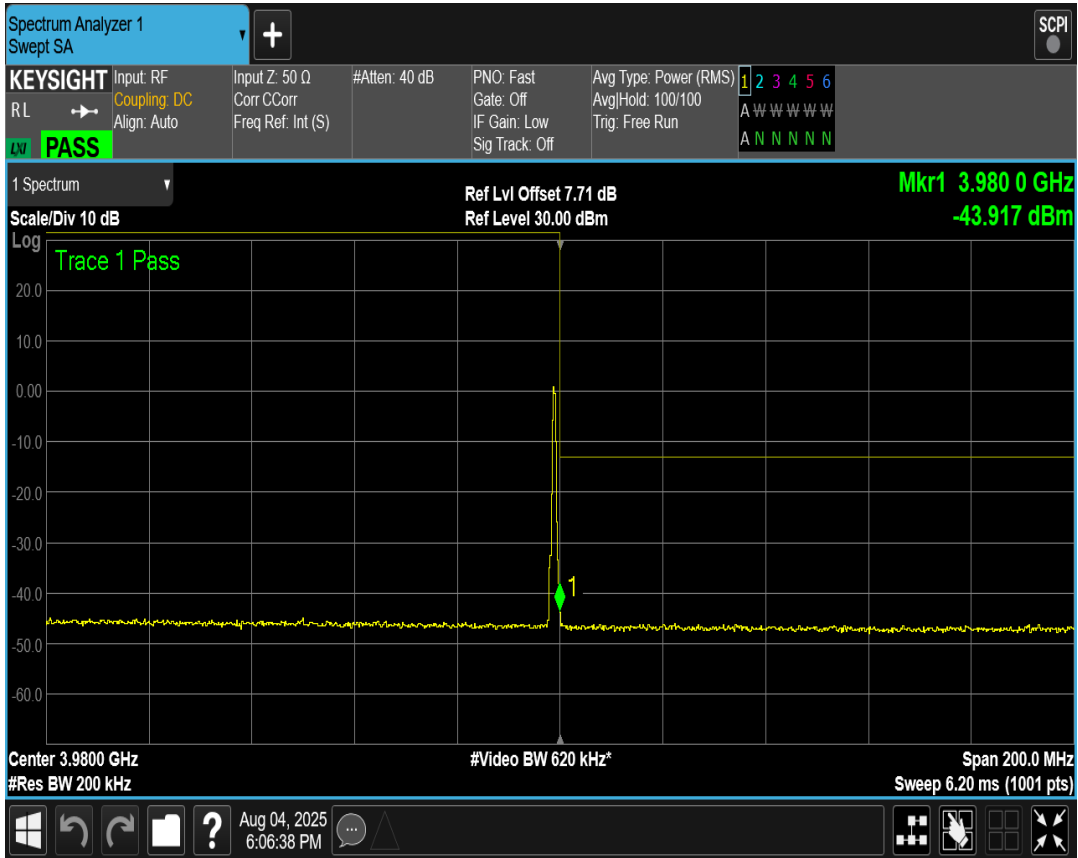 Spectrum Analyzer 1
Swept SA
+
SCPI
KEYSIGHT
R L
LXI PASS
Input: RF
Coupling: DC
Align: Auto
Input Z: 50 Ω
Corr CCorr
Freq Ref: Int (S)
#Atten: 40 dB
PNO: Fast
Gate: Off
IF Gain: Low
Sig Track: Off
Avg Type: Power (RMS)
Avg|Hold: 100/100
Trig: Free Run
1 2 3 4 5 6
A W W W W W
A N N N N N
1 Spectrum
Scale/Div 10 dB
Log
Ref Lvl Offset 7.71 dB
Ref Level 30.00 dBm
Mkr1 3.980 0 GHz
-43.917 dBm
Trace 1 Pass
20.0
10.0
0.00
-10.0
-20.0
-30.0
-40.0
1
-50.0
-60.0
Center 3.9800 GHz
#Res BW 200 kHz
#Video BW 620 kHz*
Span 200.0 MHz
Sweep 6.20 ms (1001 pts)
?
Aug 04, 2025
6:06:38 PM